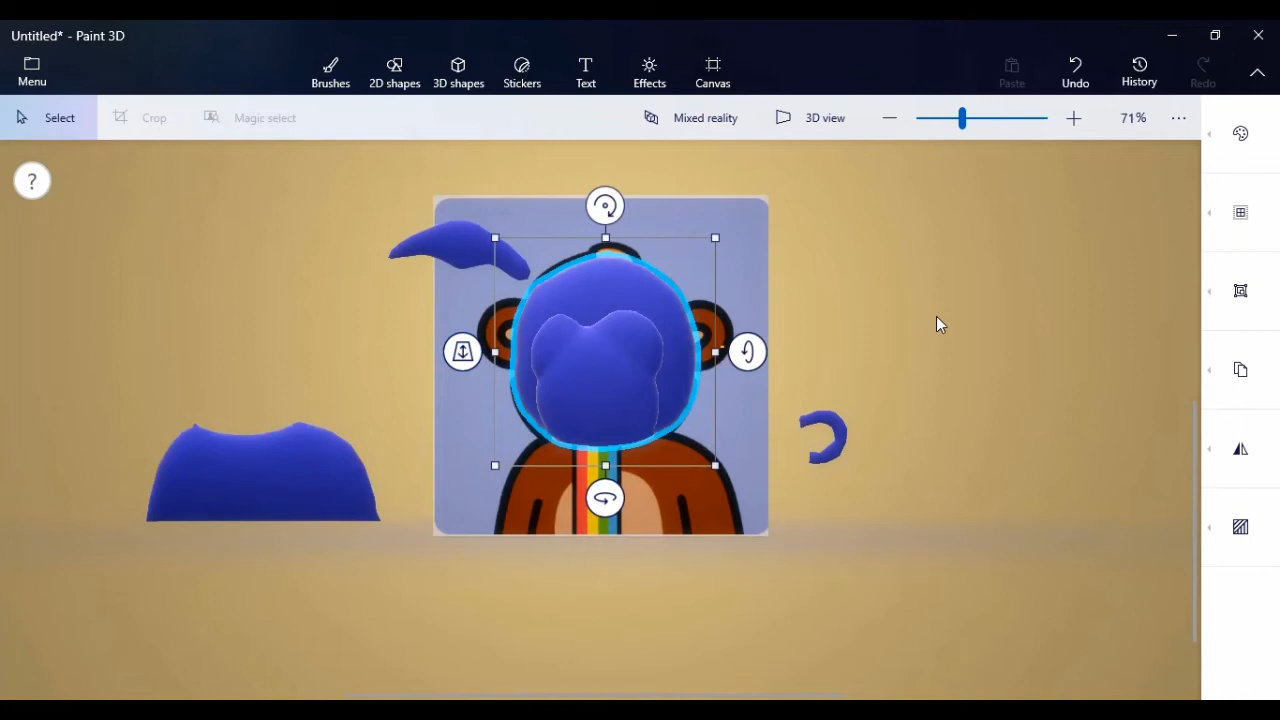 Untitled* - Paint 3D
Menu
Brushes
2D shapes
3D shapes
Stickers
Text
Effects
Canvas
Paste
Undo
History
Redo
Select
Crop
Magic select
Mixed reality
3D view
71%
?